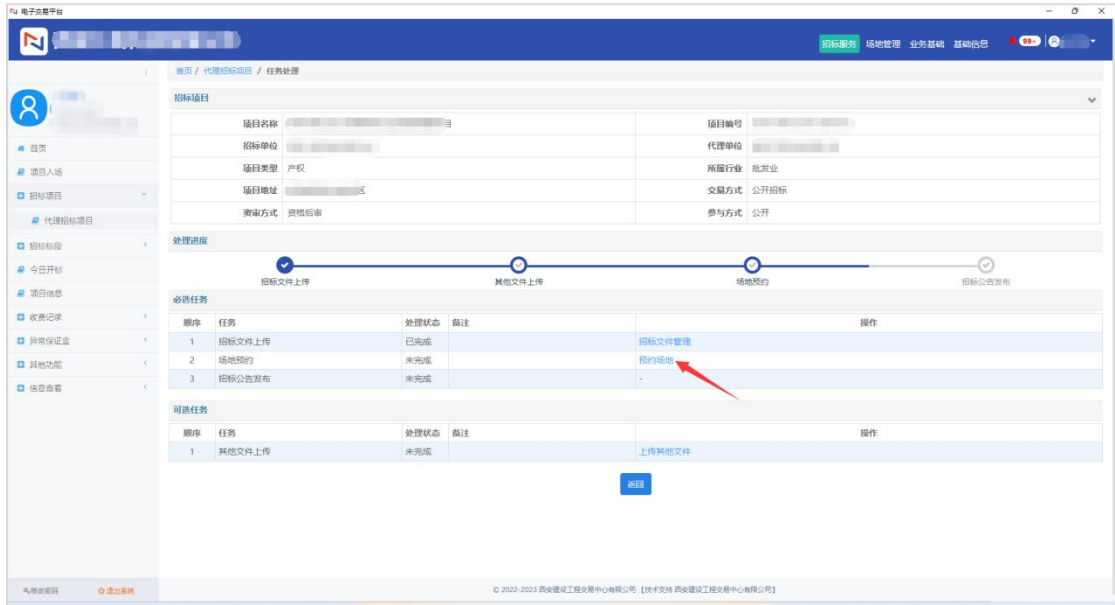 电子交易平台
招标服务 场地管理 业务基础 基础信息 99+
首页 / 代理招标项目 / 任务处理
招标项目
项目名称 目 项目编号
招标单位 代理单位
项目类型 产权 所属行业 批发业
项目地址 区 交易方式 公开招标
资审方式 资格后审 参与方式 公开
首页
项目入场
招标项目
代理招标项目
招标标段
今日开标
项目信息
收费记录
异常保证金
其他功能
信息查看
处理进度
招标文件上传 其他文件上传 场地预约 招标公告发布
必选任务
顺序 任务 处理状态 备注 操作
1 招标文件上传 已完成 招标文件管理
2 场地预约 未完成 预约场地
3 招标公告发布 未完成 -
可选任务
顺序 任务 处理状态 备注 操作
1 其他文件上传 未完成 上传其他文件
返回
修改密码 退出系统
© 2022-2023 西安建设工程交易中心有限公司 【技术支持 西安建设工程交易中心有限公司】